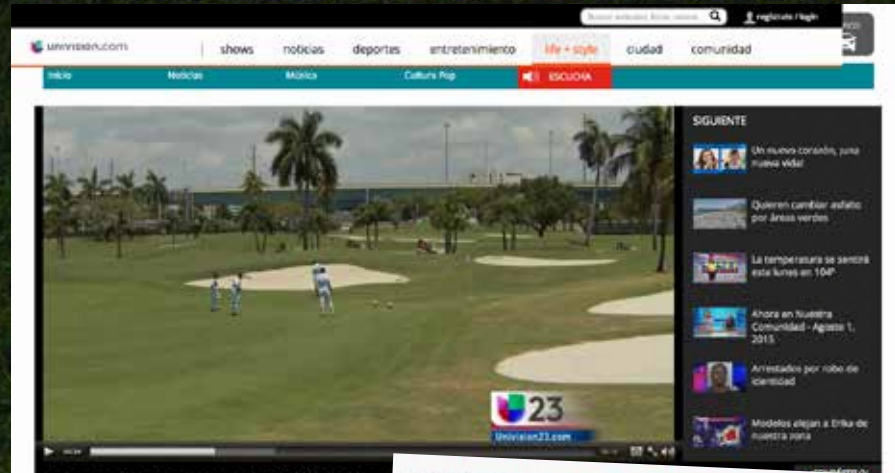 regístrate / login
univision.com
shows
noticias
deportes
entretenimiento
life + style
ciudad
comunidad
Inicio
Noticias
Música
Cultura Pop
ESCUCHA
SIGUIENTE
Un nuevo corazón, ¡una
nueva vida!
Quieren cambiar asfalto
por áreas verdes
La temperatura se sentirá
este lunes en 104º
Ahora en Nuestra
Comunidad - Agosto 1,
2015
Arrestados por robo de
identidad
Modelos alejan a Erika de
nuestra zona
23
Univision23.com